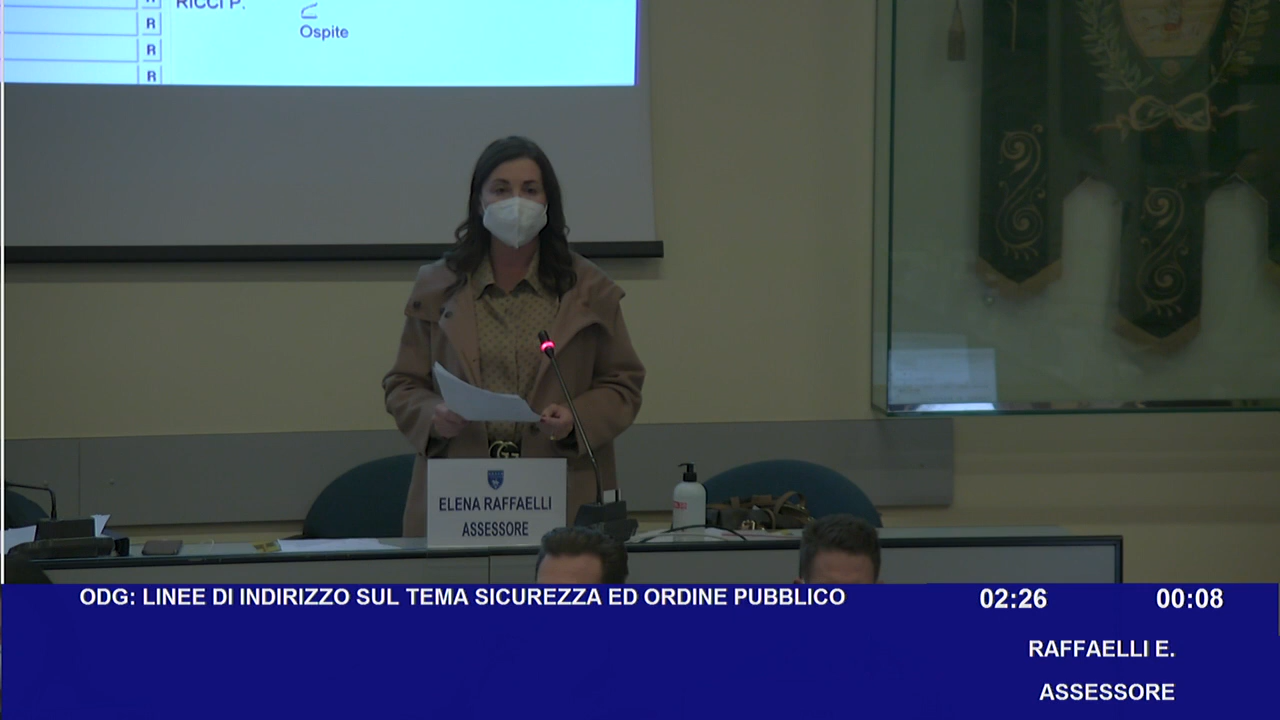 RICCI P.
R
Ospite
R
R
R
ELENA RAFFAELLI
ASSESSORE
ODG: LINEE DI INDIRIZZO SUL TEMA SICUREZZA ED ORDINE PUBBLICO
02:26
00:08
RAFFAELLI E.
ASSESSORE